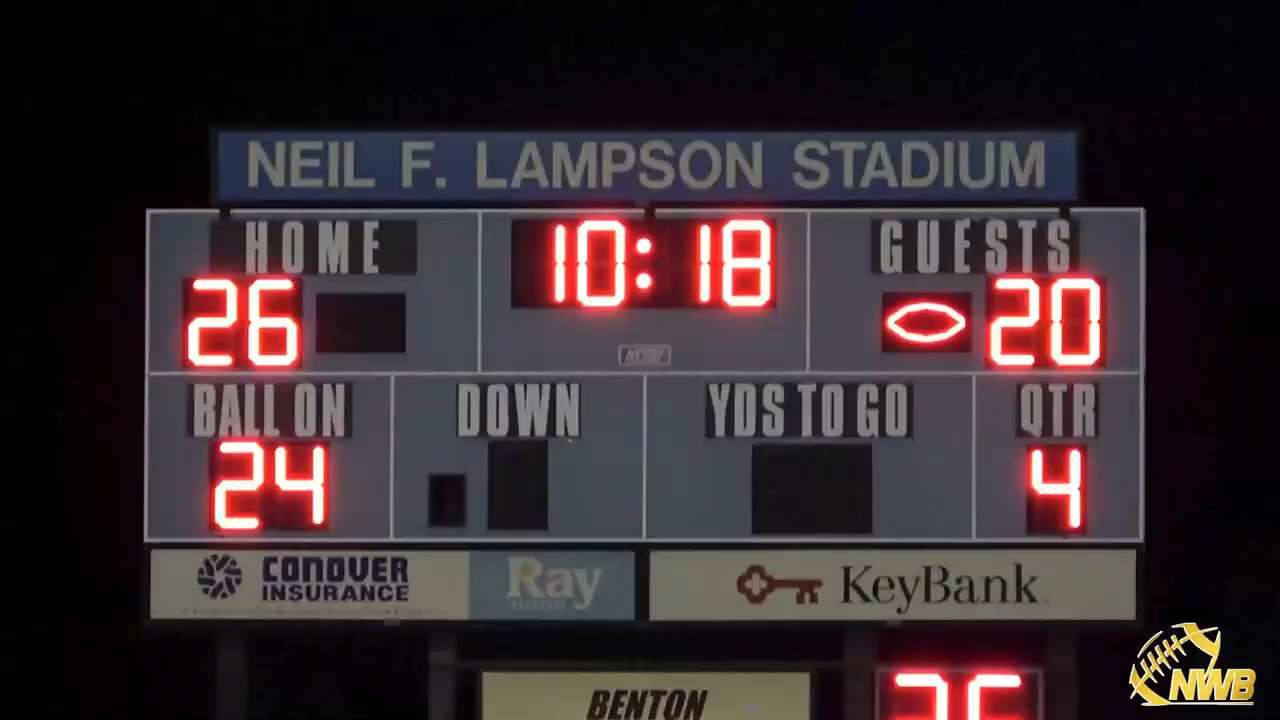 NEIL F. LAMPSON STADIUM
HOME
10:18
GUESTS
26
20
BALL ON
DOWN
YDS TO GO
QTR
24
4
CONOVER
INSURANCE
Ray
INSURANCE
KeyBank
BENTON
NWB